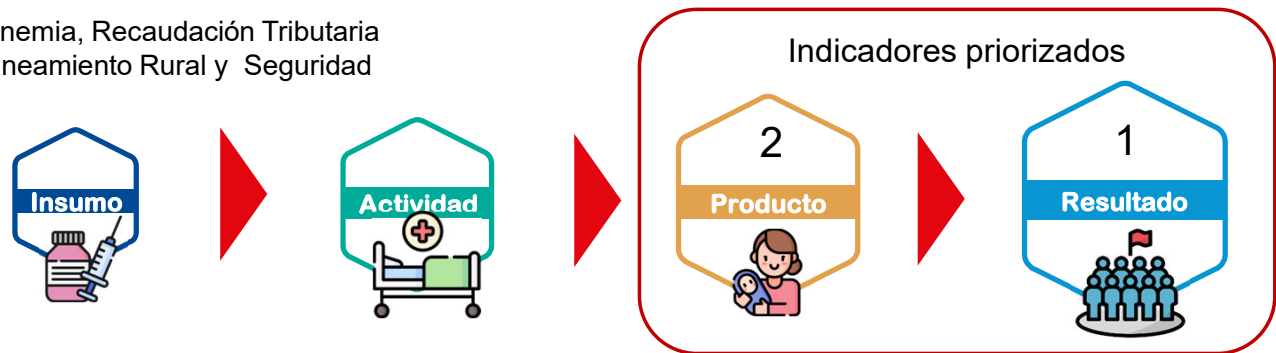 nemia, Recaudación Tributaria
neamiento Rural y  Seguridad
Indicadores priorizados
Insumo
Actividad
2
Producto
1
Resultado